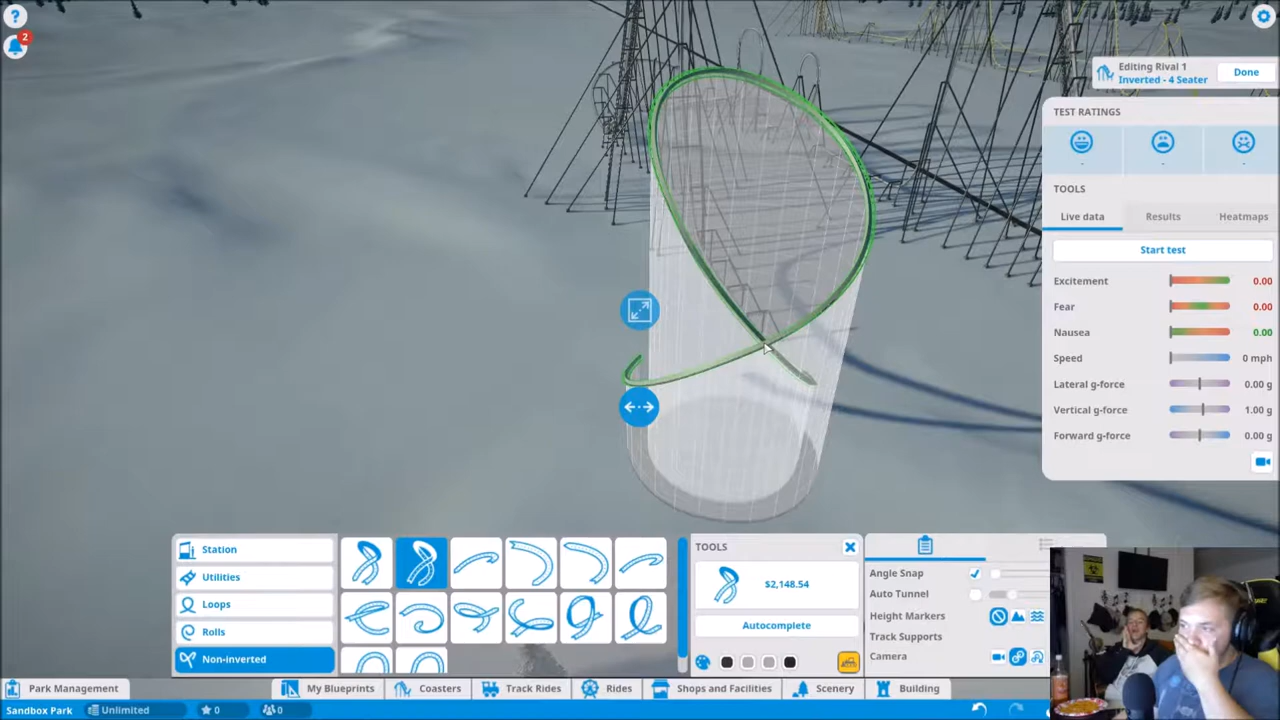 ?
2
Editing Rival 1
Inverted - 4 Seater
Done
TEST RATINGS
- - -
TOOLS
Live data Results Heatmaps
Start test
Excitement 0.00
Fear 0.00
Nausea 0.00
Speed 0 mph
Lateral g-force 0.00 g
Vertical g-force 1.00 g
Forward g-force 0.00 g
Station
Utilities
Loops
Rolls
Non-inverted
TOOLS
$2,148.54
Autocomplete
Angle Snap
Auto Tunnel
Height Markers
Track Supports
Camera
Park Management My Blueprints Coasters Track Rides Rides Shops and Facilities Scenery Building
Sandbox Park Unlimited 0 0